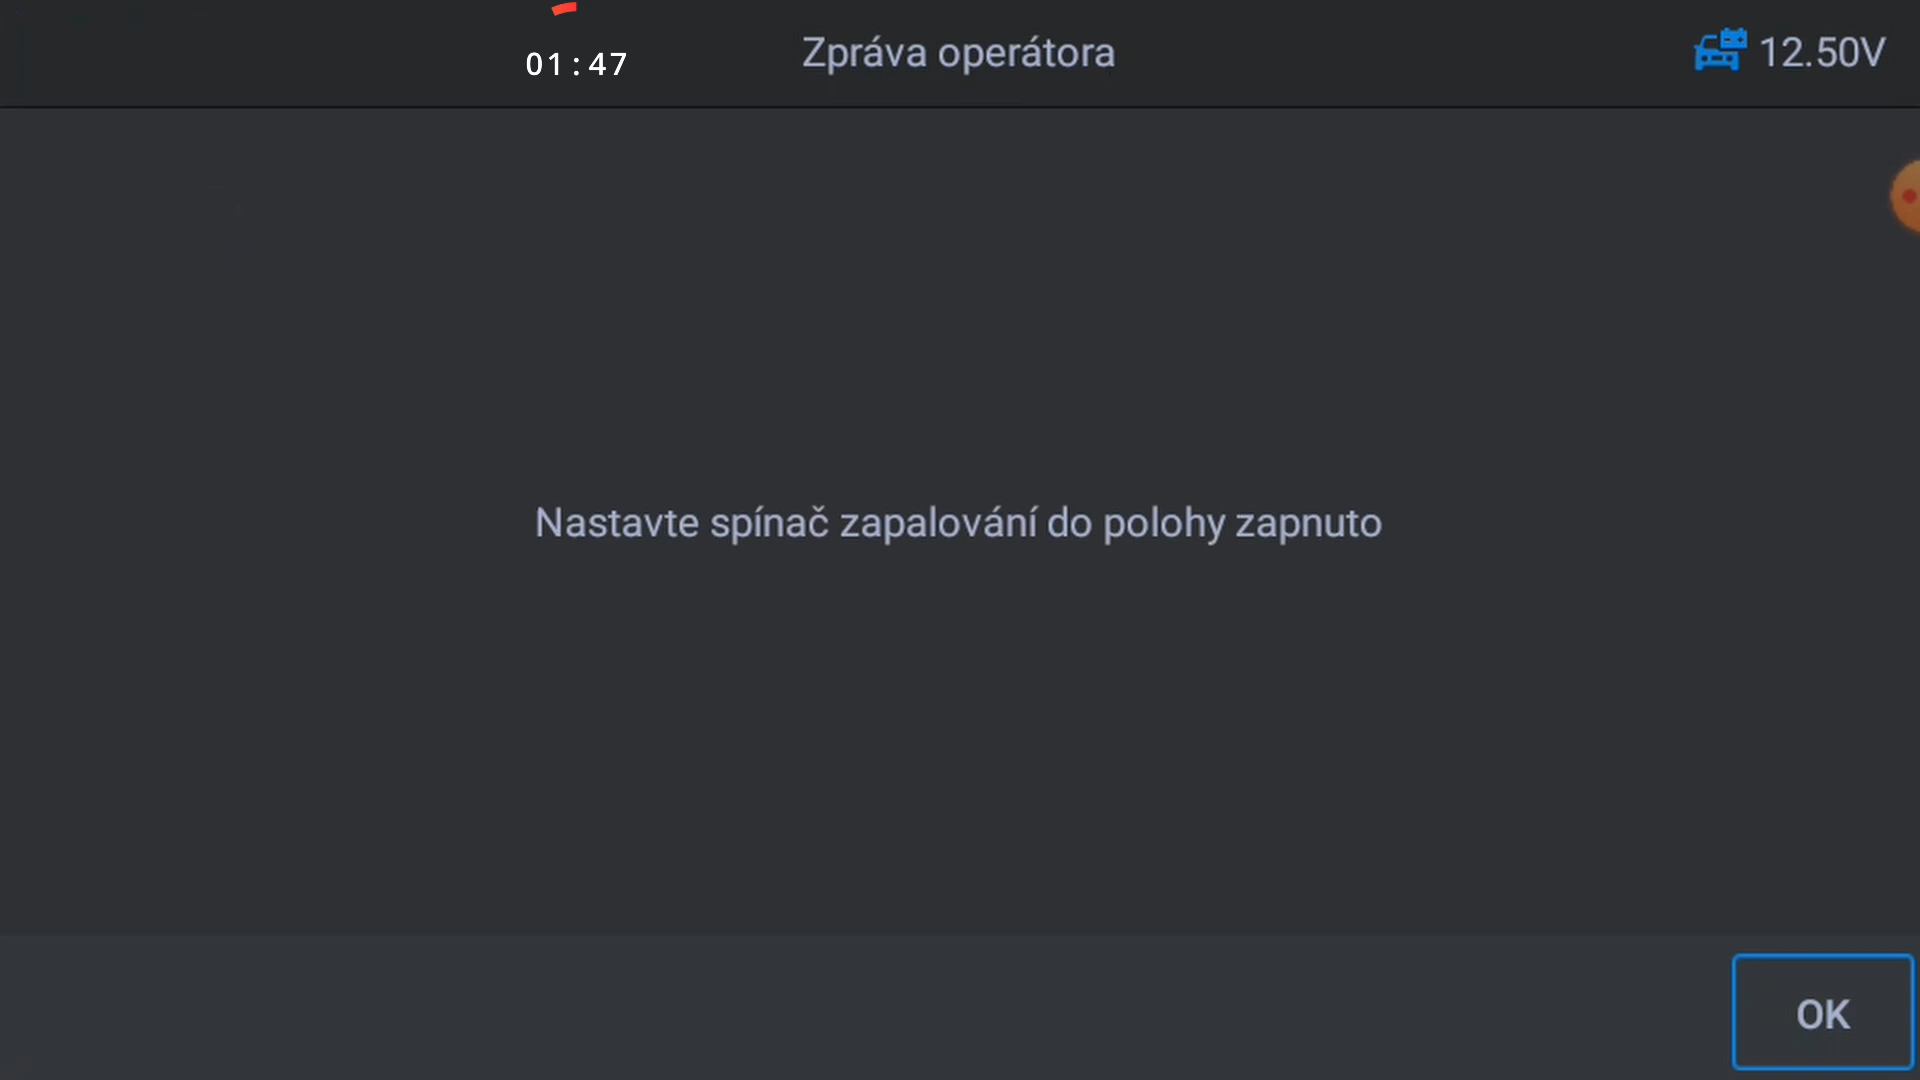 01:47
Zpráva operátora
12.50V
Nastavte spínač zapalování do polohy zapnuto
OK